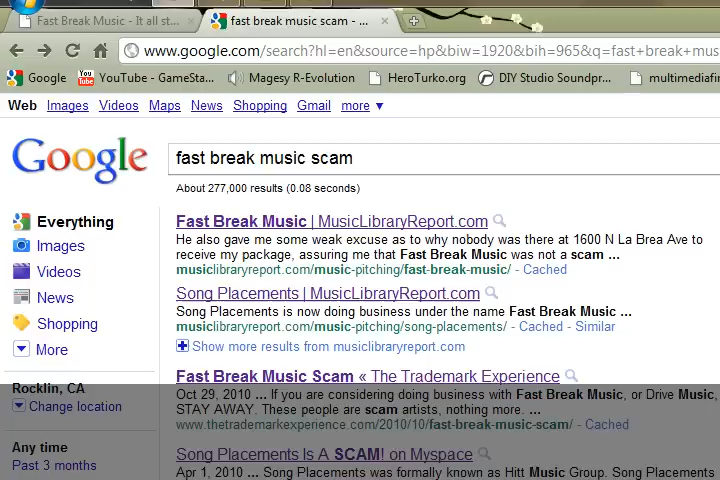 Fast Break Music - It all st...
fast break music scam - ...
www.google.com/search?hl=en&source=hp&biw=1920&bih=965&q=fast+break+mus
Google
YouTube - GameSta...
Magesy R-Evolution
HeroTurko.org
DIY Studio Soundpr...
multimediafi
Web Images Videos Maps News Shopping Gmail more ▼
Google
fast break music scam
About 277,000 results (0.08 seconds)
Everything
Images
Videos
News
Shopping
More
Rocklin, CA
Change location
Any time
Past 3 months
Fast Break Music | MusicLibraryReport.com
He also gave me some weak excuse as to why nobody was there at 1600 N La Brea Ave to
receive my package, assuring me that Fast Break Music was not a scam ...
musiclibraryreport.com/music-pitching/fast-break-music/ - Cached
Song Placements | MusicLibraryReport.com
Song Placements is now doing business under the name Fast Break Music ...
musiclibraryreport.com/music-pitching/song-placements/ - Cached - Similar
Show more results from musiclibraryreport.com
Fast Break Music Scam « The Trademark Experience
Oct 29, 2010 ... If you are considering doing business with Fast Break Music, or Drive Music,
STAY AWAY. These people are scam artists, nothing more. ...
www.thetrademarkexperience.com/2010/10/fast-break-music-scam/ - Cached
Song Placements Is A SCAM! on Myspace
Apr 1, 2010 ... Song Placements was formally known as Hitt Music Group. Song Placements